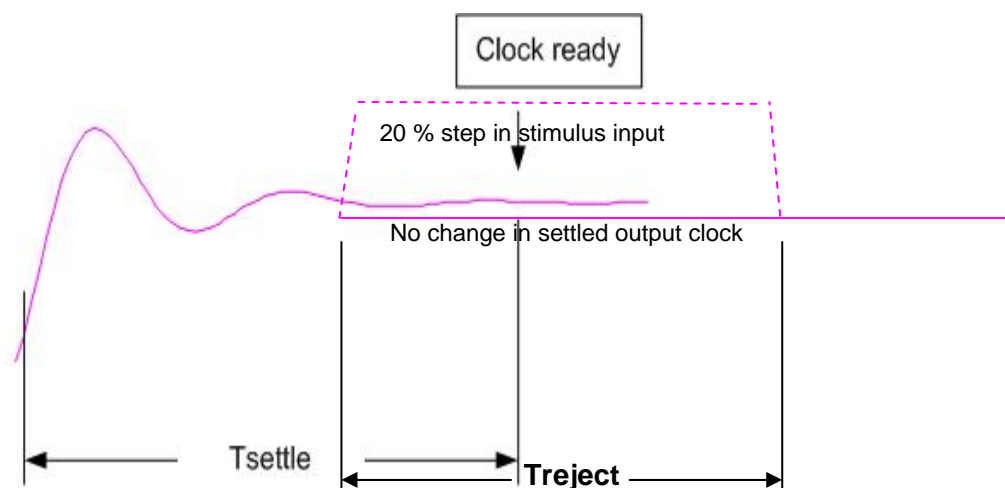 Clock ready
20 % step in stimulus input
No change in settled output clock
Tsettle
Treject